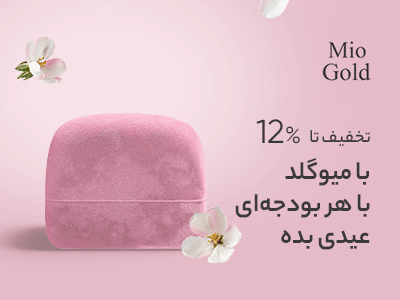 Mio
Gold
تخفیف تا 12%
با میوگلد
با هر بودجه‌ای
عیدی بده